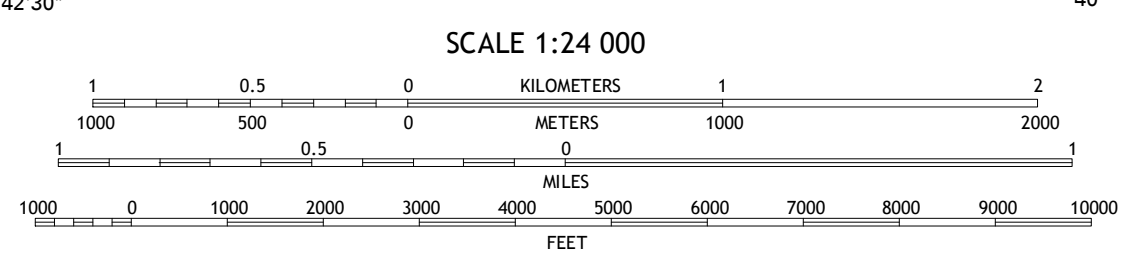 42'30"
40
SCALE 1:24 000
1 0.5 0 KILOMETERS 1 2
1000 500 0 METERS 1000 2000
1 0.5 0 1
MILES
1000 0 1000 2000 3000 4000 5000 6000 7000 8000 9000 10000
FEET